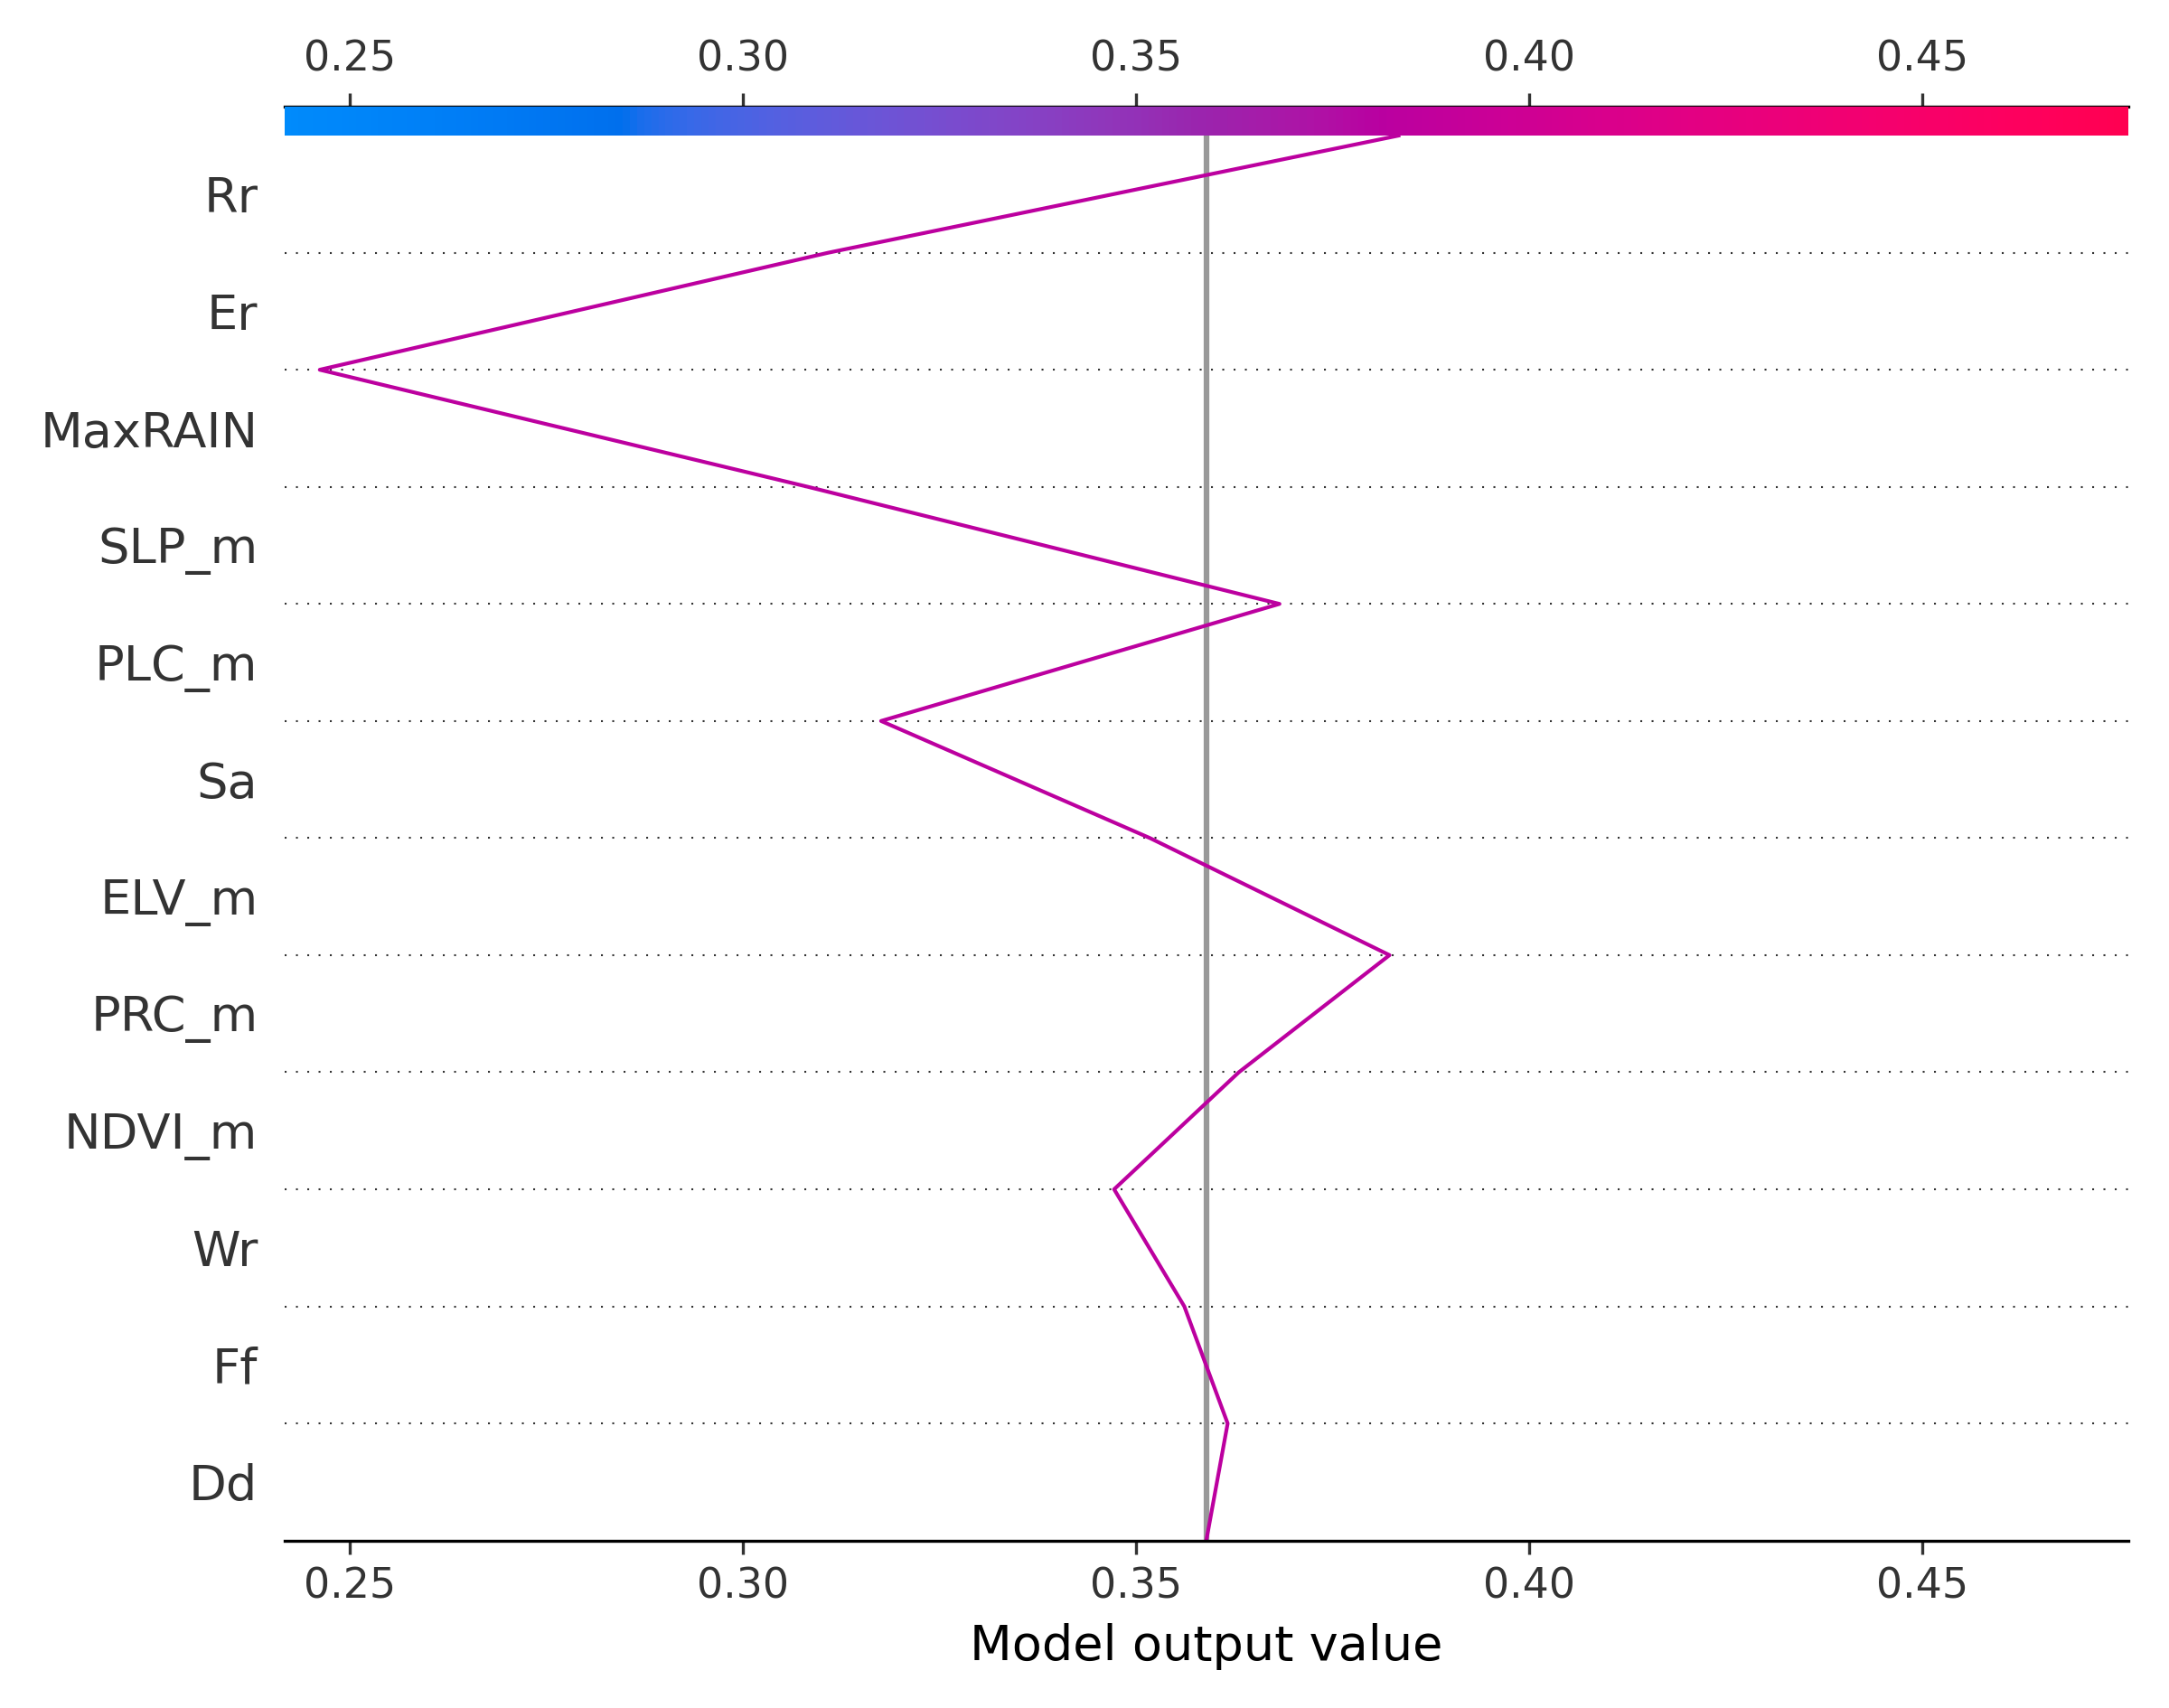 0.25 0.30 0.35 0.40 0.45
Rr
Er
MaxRAIN
SLP_m
PLC_m
Sa
ELV_m
PRC_m
NDVI_m
Wr
Ff
Dd
0.25 0.30 0.35 0.40 0.45
Model output value